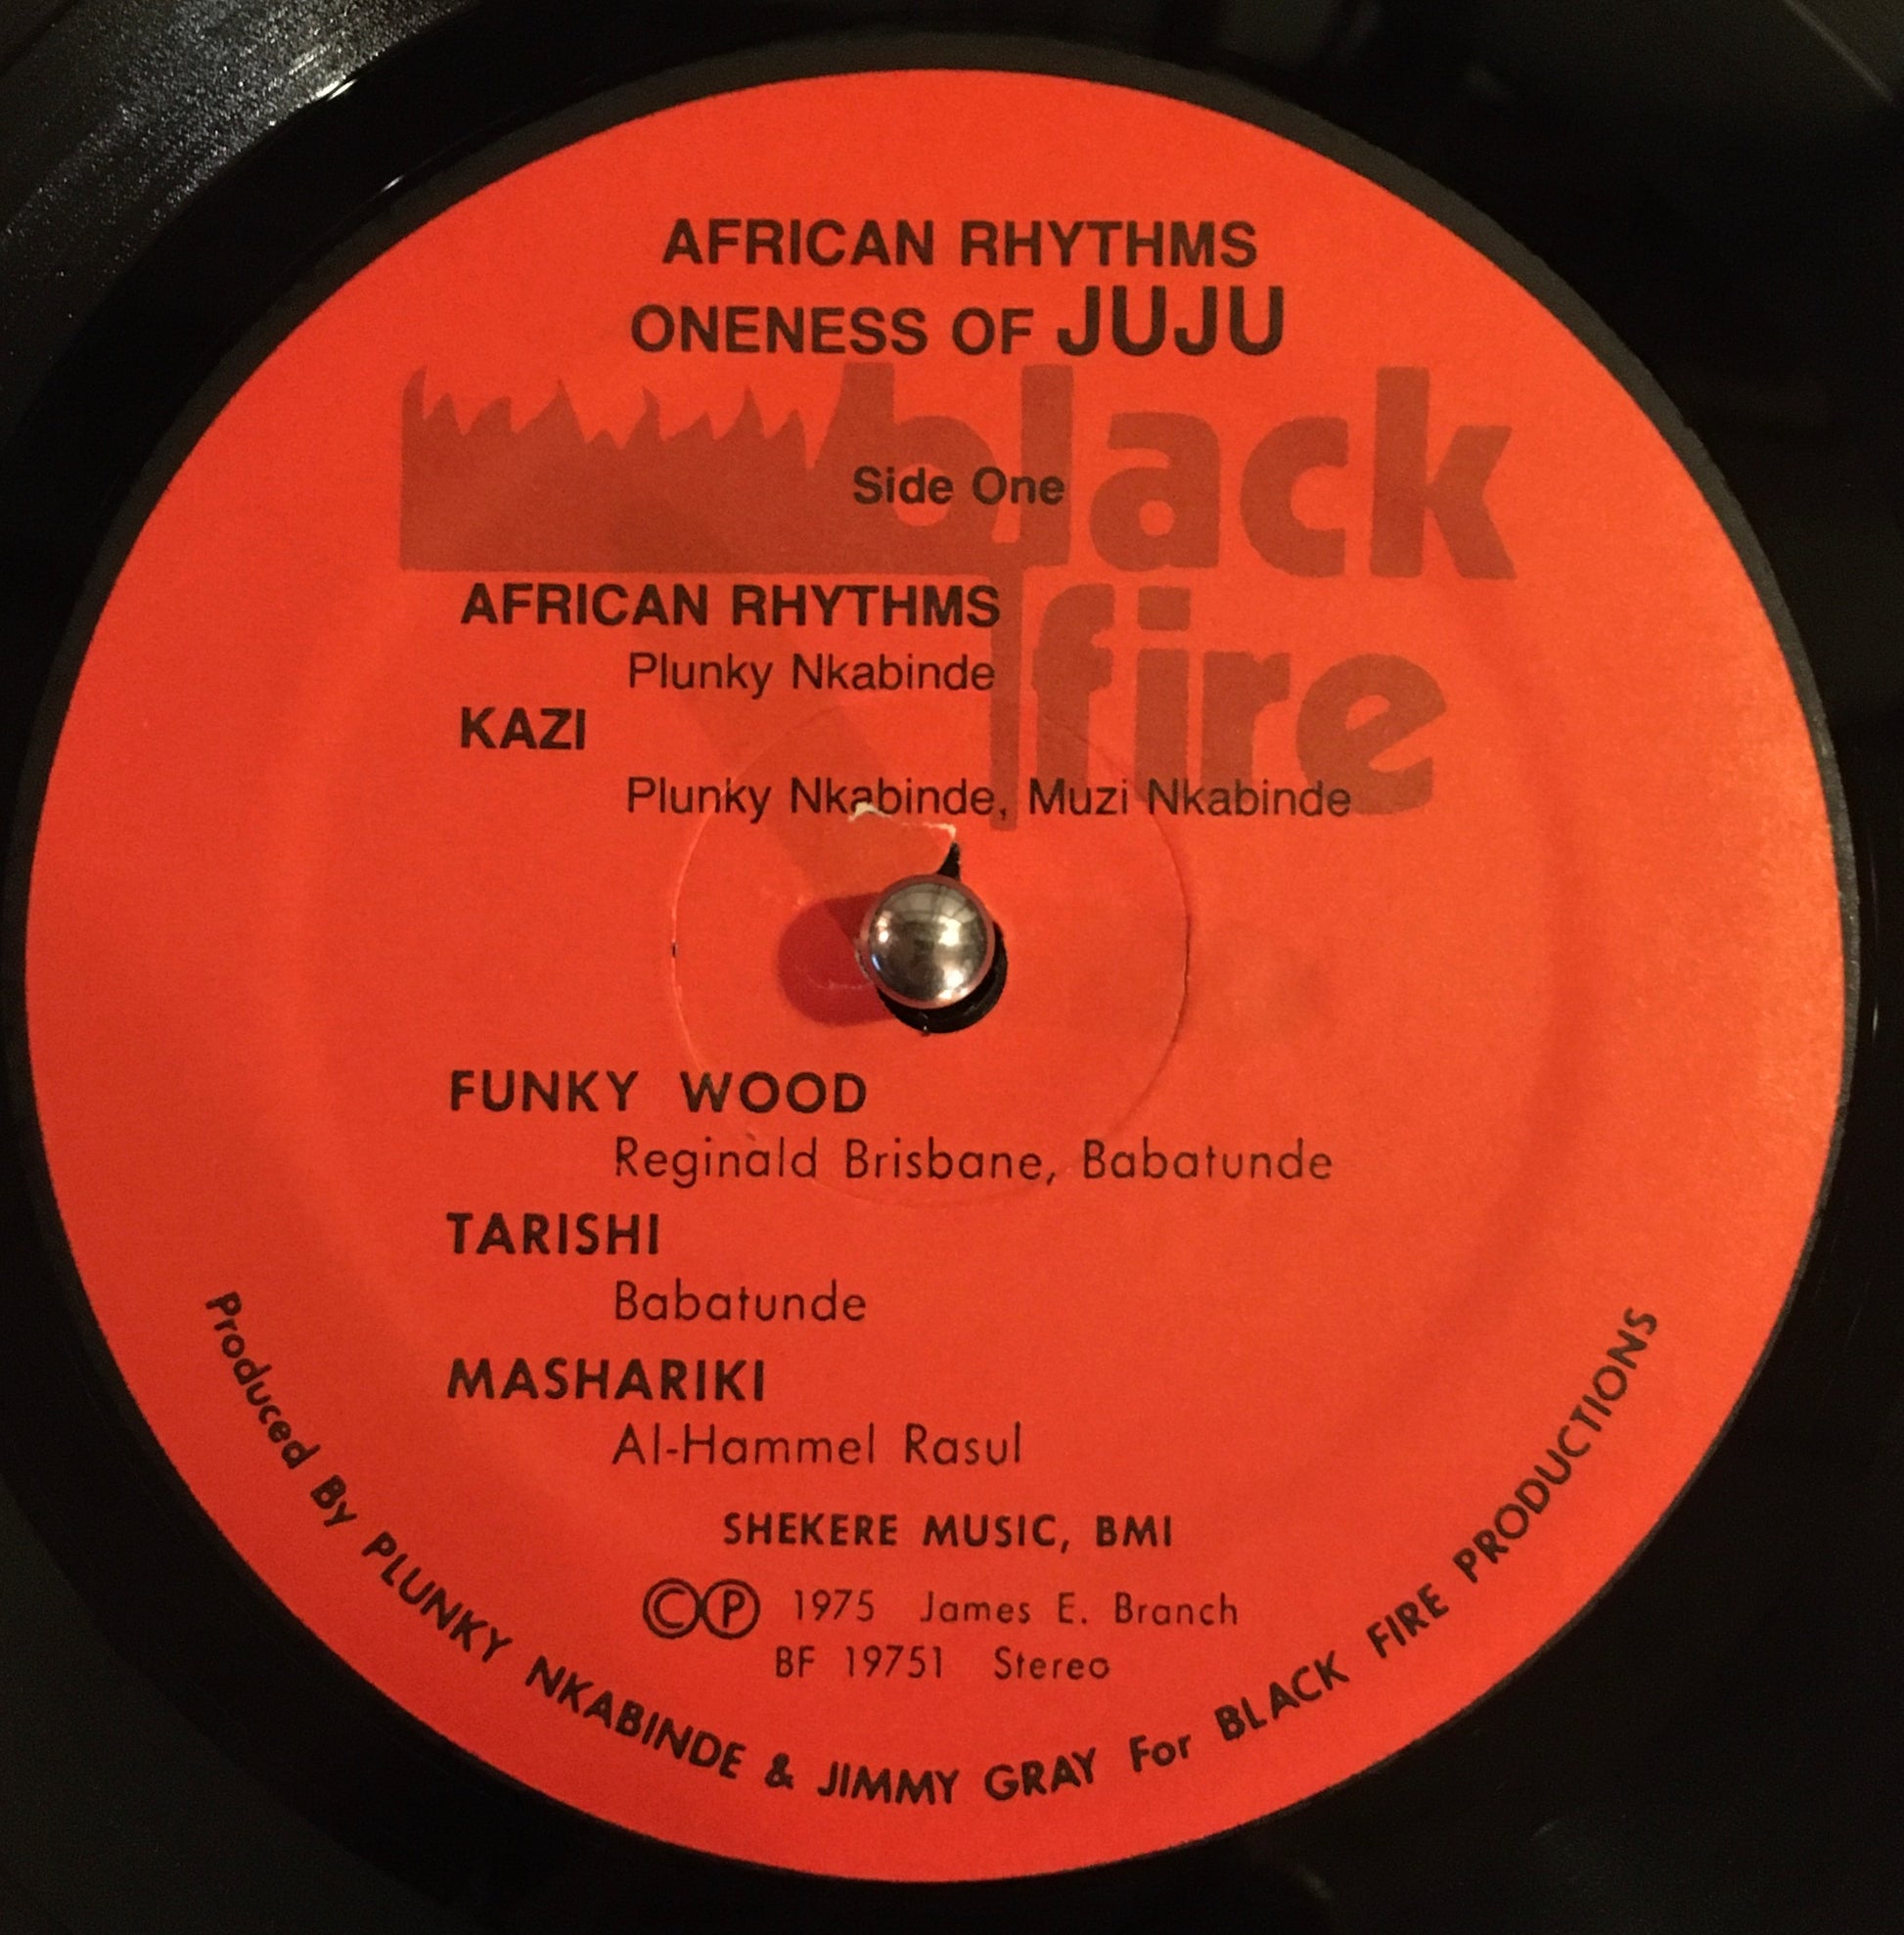 AFRICAN RHYTHMS
ONENESS OF JUJU
black
Side One
fire
AFRICAN RHYTHMS
Plunky Nkabinde
KAZI
Plunky Nkabinde, Muzi Nkabinde
FUNKY WOOD
Reginald Brisbane, Babatunde
TARISHI
Babatunde
MASHARIKI
Al-Hammel Rasul
SHEKERE MUSIC, BMI
©℗ 1975 James E. Branch
BF 19751 Stereo
Produced By PLUNKY NKABINDE & JIMMY GRAY For BLACK FIRE PRODUCTIONS